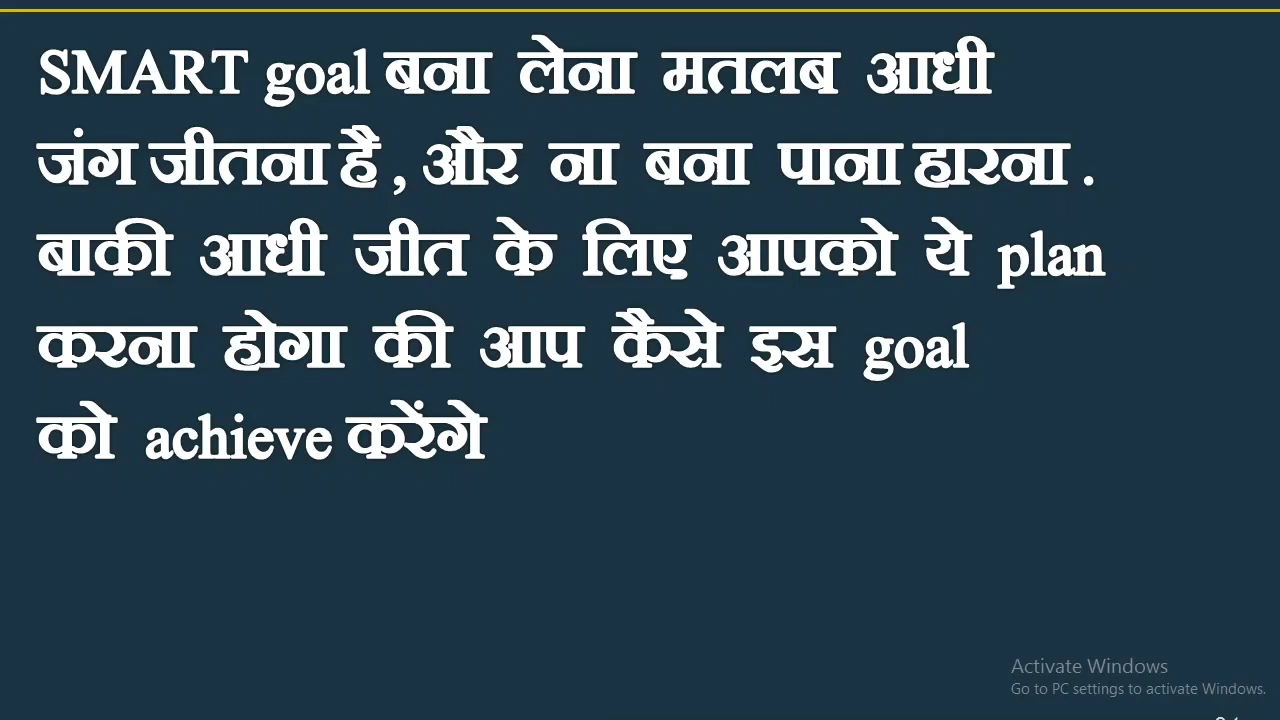 SMART goal बना लेना मतलब आधी
जंग जीतना है , और ना बना पाना हारना .
बाकी आधी जीत के लिए आपको ये plan
करना होगा की आप कैसे इस goal
को achieve करेंगे
Activate Windows
Go to PC settings to activate Windows.